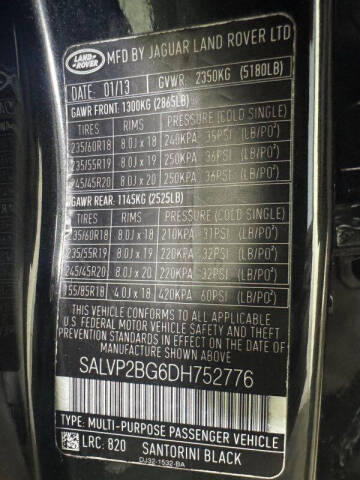 LAND ROVER
MFD BY JAGUAR LAND ROVER LTD
DATE 01/13 GVWR 2350KG (5180LB)
GAWR FRONT 1300KG (2865LB)
TIRES RIMS PRESSURE (COLD SINGLE)
235/60R18 8.0J x 18 240KPA 35PSI (LB/PO²)
235/55R19 8.0J x 19 250KPA 36PSI (LB/PO²)
245/45R20 8.0J x 20 250KPA 36PSI (LB/PO²)
GAWR REAR: 1145KG (2525LB)
TIRES RIMS PRESSURE (COLD SINGLE)
235/60R18 8.0J x 18 210KPA 31PSI (LB/PO²)
235/55R19 8.0J x 19 220KPA 32PSI (LB/PO²)
245/45R20 8.0J x 20 220KPA 32PSI (LB/PO²)
155/85R18 4.0J x 18 420KPA 60PSI (LB/PO²)
THIS VEHICLE CONFORMS TO ALL APPLICABLE
FEDERAL MOTOR VEHICLE SAFETY
AND THEFT PREVENTION STANDARDS IN
EFFECT ON THE DATE OF MANUFACTURE SHOWN ABOVE
SALVP2BG6DH752776
TYPE: MULTI-PURPOSE PASSENGER VEHICLE
LRC: 820 SANTORINI BLACK
DJ32-1532-BA